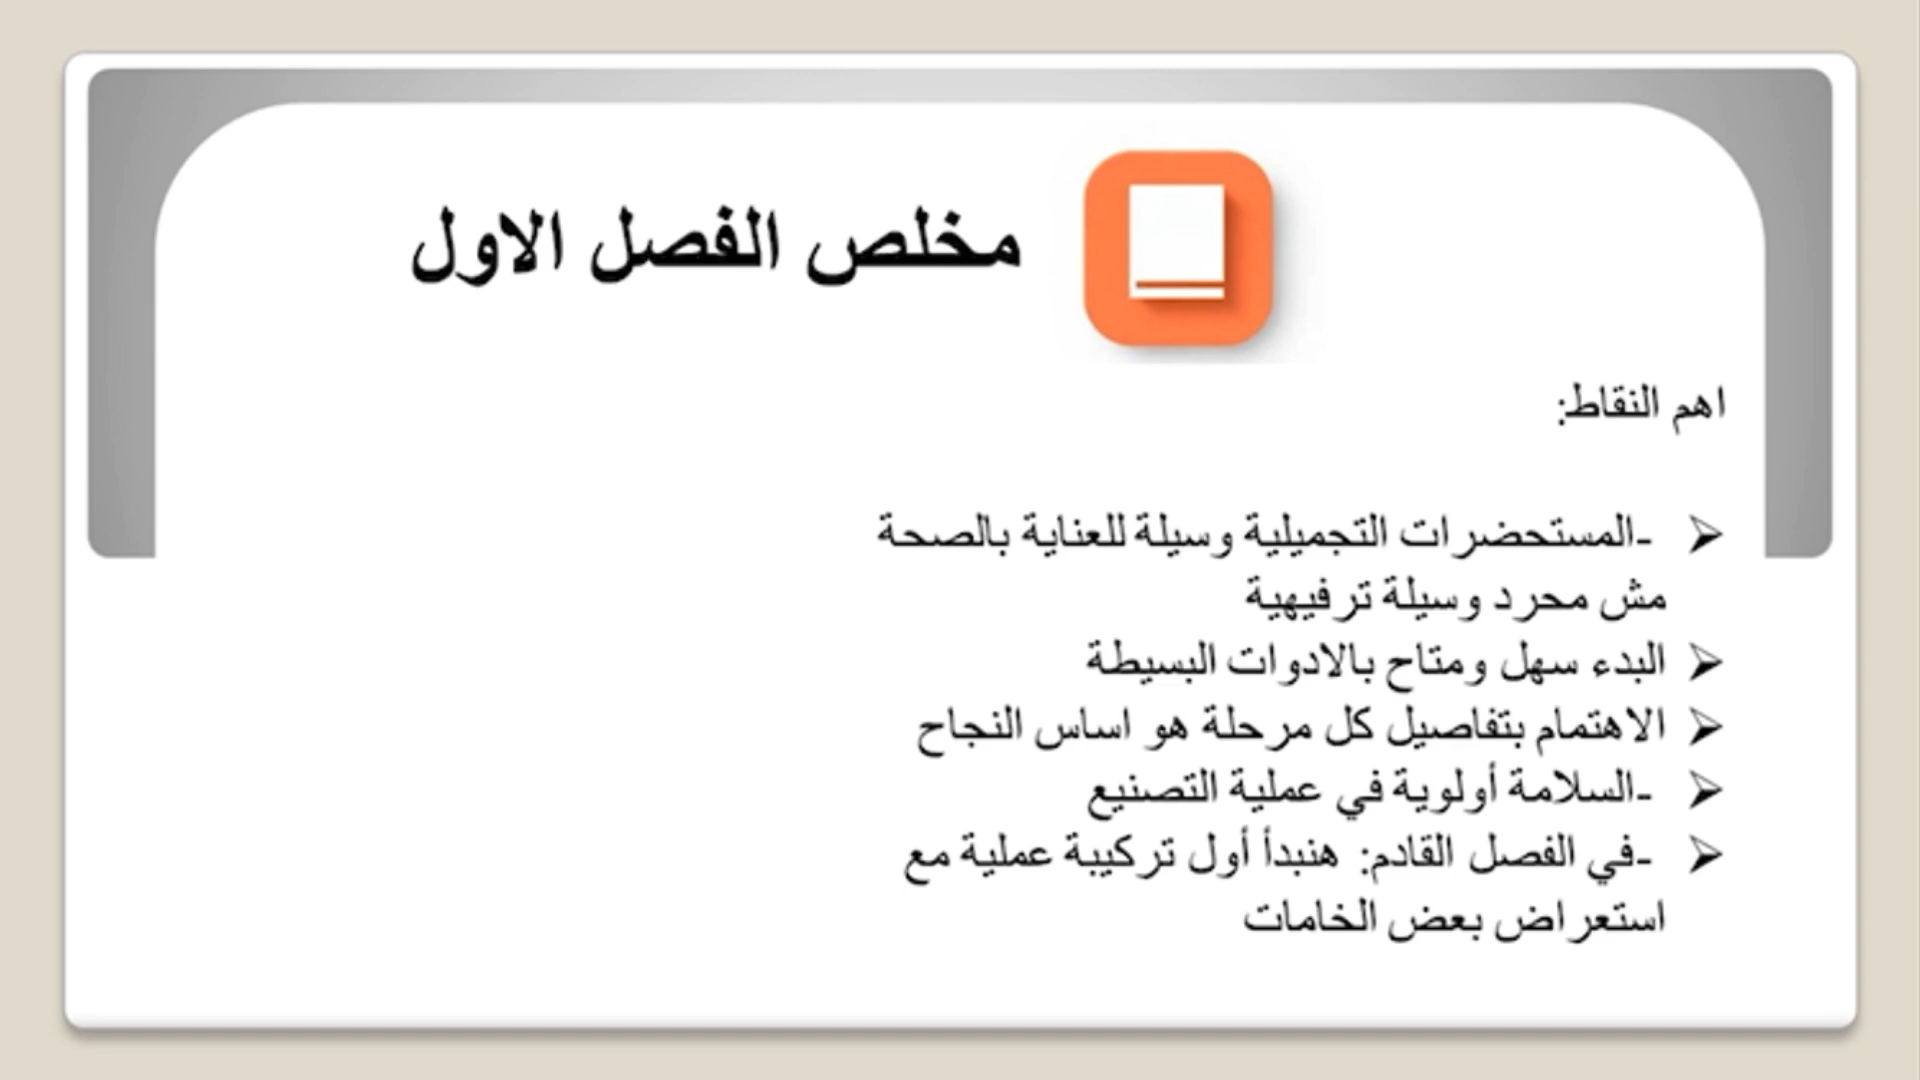 مخلص الفصل الاول
اهم النقاط:
-المستحضرات التجميلية وسيلة للعناية بالصحة
مش محرد وسيلة ترفيهية
البدء سهل ومتاح بالادوات البسيطة
الاهتمام بتفاصيل كل مرحلة هو اساس النجاح
-السلامة أولوية في عملية التصنيع
-في الفصل القادم: هنبدأ أول تركيبة عملية مع
استعراض بعض الخامات